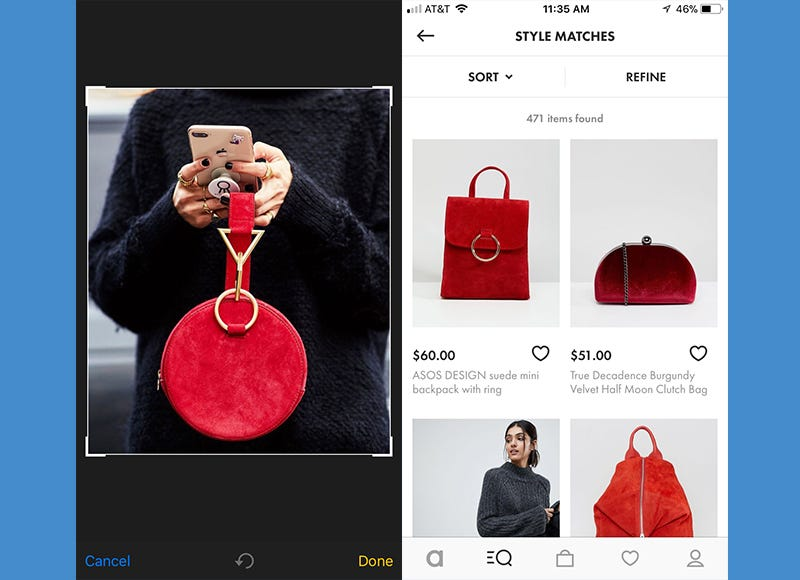 Cancel
Done
AT&T
11:35 AM
46%
STYLE MATCHES
SORT
REFINE
471 items found
$60.00
ASOS DESIGN suede mini
backpack with ring
$51.00
True Decadence Burgundy
Velvet Half Moon Clutch Bag
a